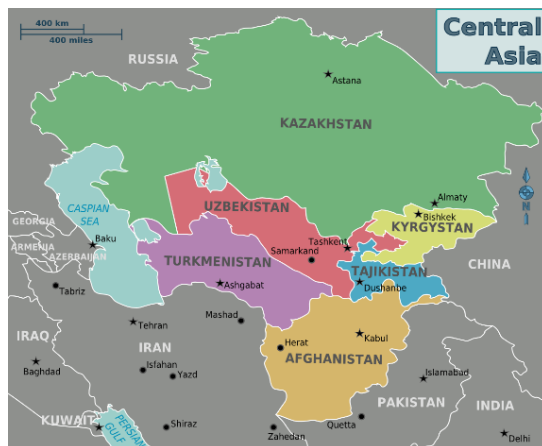 400 km
400 miles
Central
Asia
RUSSIA
Astana
KAZAKHSTAN
CASPIAN
SEA
UZBEKISTAN
Almaty
Bishkek
KYRGYSTAN
GEORGIA
ARMENIA
AZERBAIJAN
Baku
Tashkent
Samarkand
TURKMENISTAN
TAJIKISTAN
CHINA
N
Ashgabat
Dushanbe
Tabriz
Tehran
Mashad
Herat
Kabul
AFGHANISTAN
IRAQ
IRAN
Baghdad
Isfahan
Yazd
Islamabad
PAKISTAN
INDIA
KUWAIT
PERSIAN
GULF
Shiraz
Zahedan
Quetta
Delhi